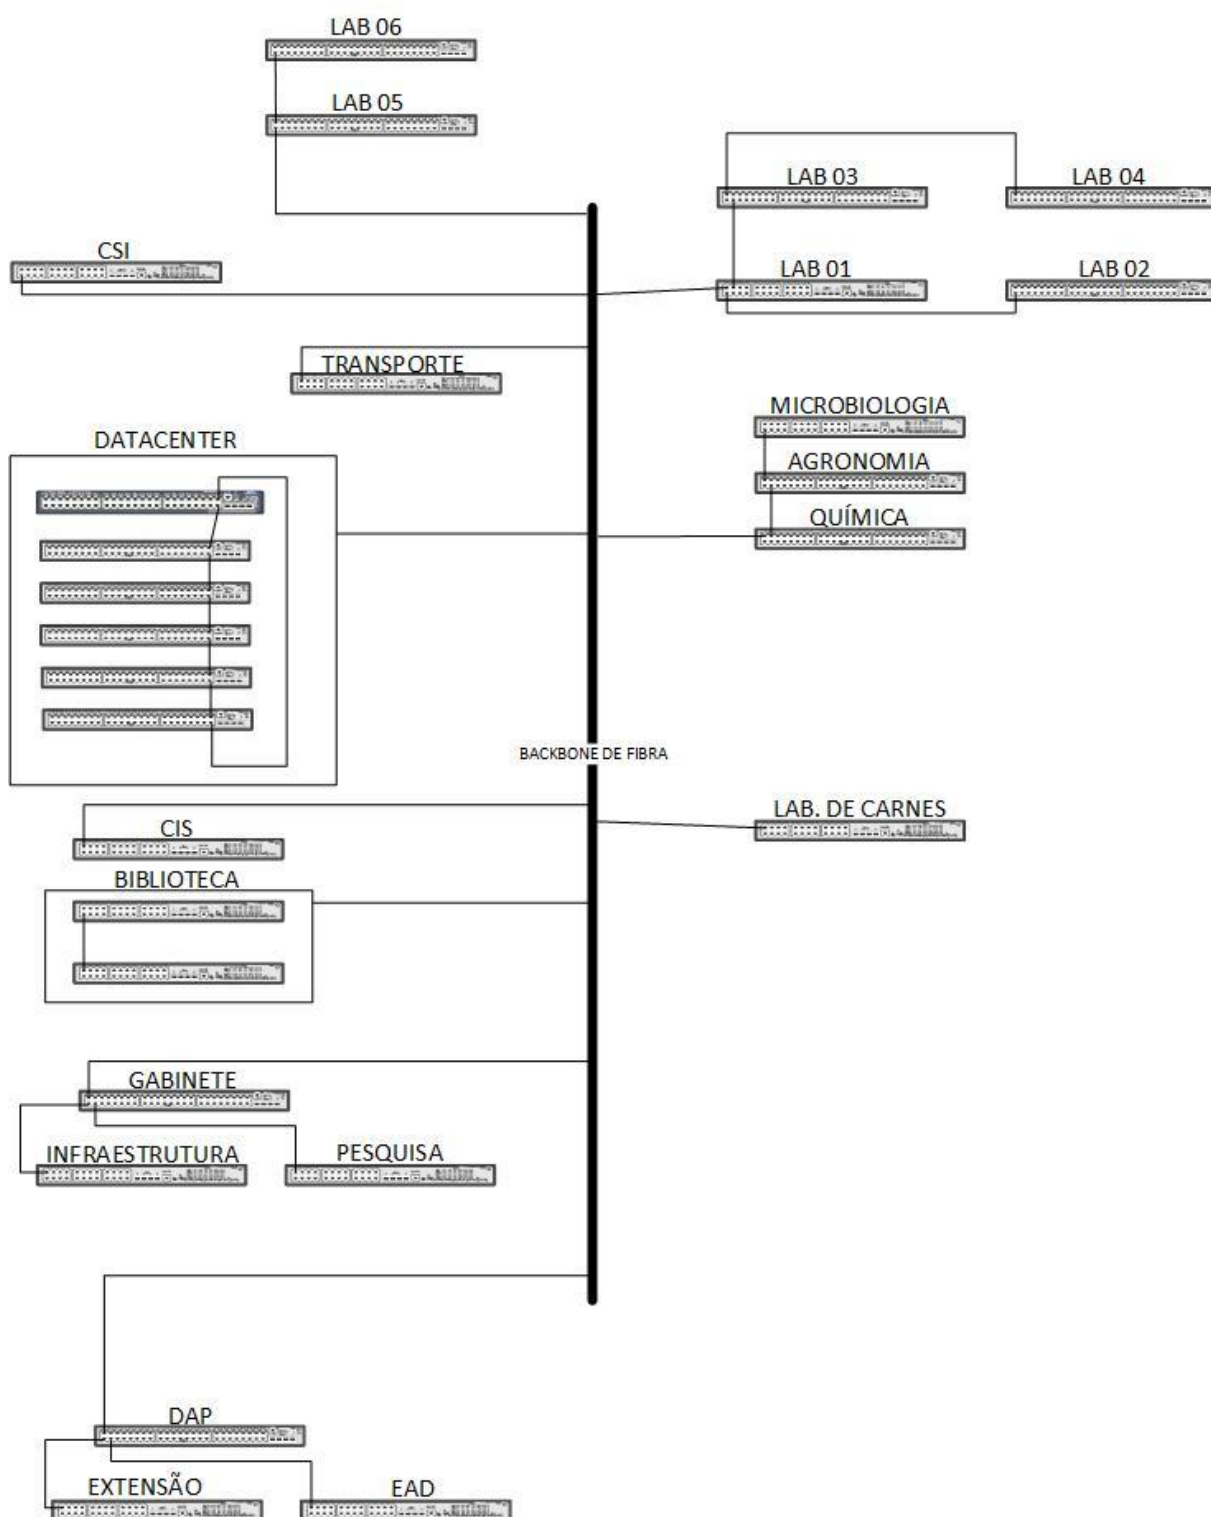 LAB 06
LAB 05
LAB 03
LAB 04
CSI
LAB 01
LAB 02
TRANSPORTE
MICROBIOLOGIA
DATACENTER
AGRONOMIA
QUÍMICA
BACKBONE DE FIBRA
LAB. DE CARNES
CIS
BIBLIOTECA
GABINETE
INFRAESTRUTURA
PESQUISA
DAP
EXTENSÃO
EAD